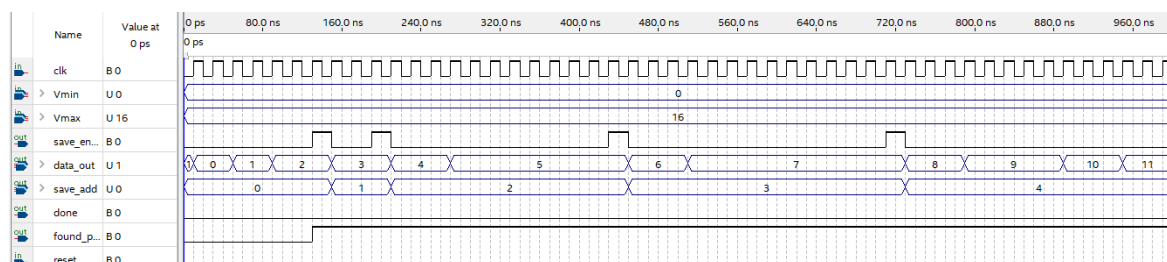 Name Value at 0 ps
0 ps 80.0 ns 160.0 ns 240.0 ns 320.0 ns 400.0 ns 480.0 ns 560.0 ns 640.0 ns 720.0 ns 800.0 ns 880.0 ns 960.0 ns
0 ps
in clk B 0
in > Vmin U 0 0
in > Vmax U 16 16
out save_en... B 0
out > data_out U 1 1 0 1 2 3 4 5 6 7 8 9 10 11
out > save_add U 0 0 1 2 3 4
out done B 0
out found_p... B 0
in reset B 0